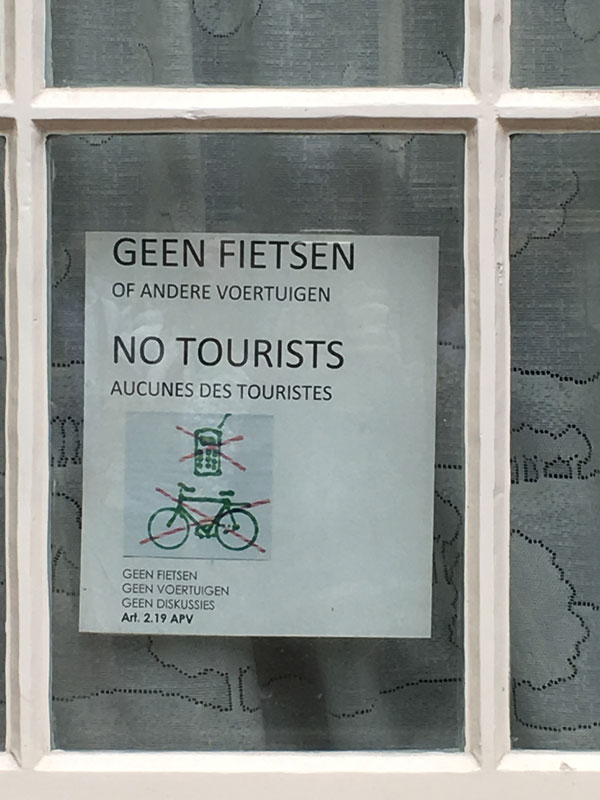 GEEN FIETSEN
OF ANDERE VOERTUIGEN
NO TOURISTS
AUCUNES DES TOURISTES
GEEN FIETSEN
GEEN VOERTUIGEN
GEEN DISKUSSIES
Art. 2.19 APV